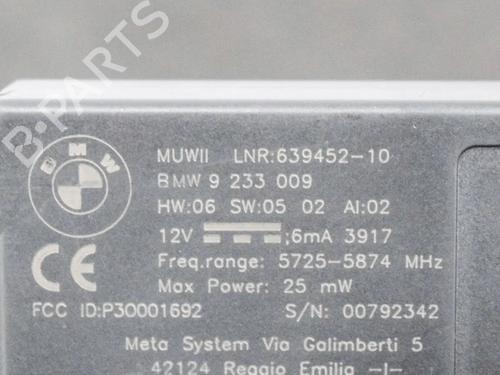 B-PARTS
BMW
MUWII LNR:639452-10
BMW 9 233 009
HW:06 SW:05 02 AI:02
12V ;6mA 3917
Freq.range: 5725-5874 MHz
Max Power: 25 mW
CE
FCC ID:P30001692 S/N: 00792342
Meta System Via Galimberti 5
42124 Reggio Emilia -I-